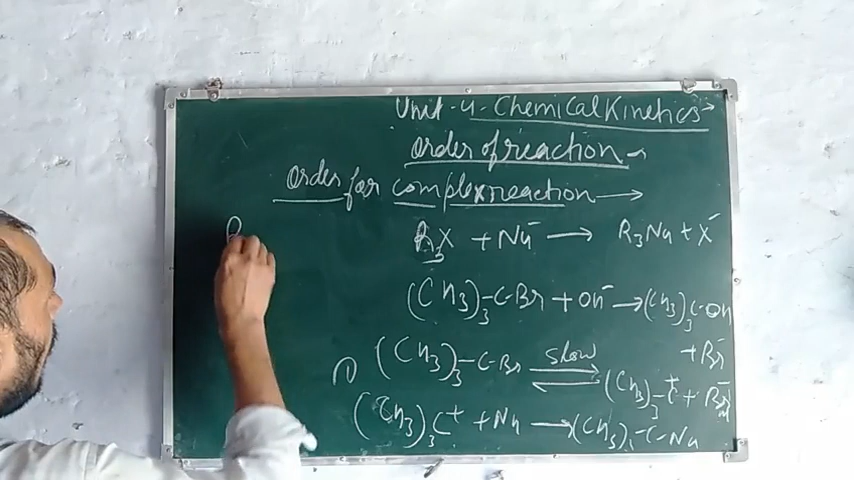 Unit-4-Chemical Kinetics→
Order of reaction→
Order for complex reaction→
R₃X + Nu⁻ → R₃Nu + X⁻
(CH₃)₃-C-Br + OH⁻ → (CH₃)₃C-OH
+ Br⁻
1) (CH₃)₃-C-Br slow ⇌ (CH₃)₃-C⁺ + Br⁻
(CH₃)₃C⁺ + Nu → (CH₃)₃-C-Nu